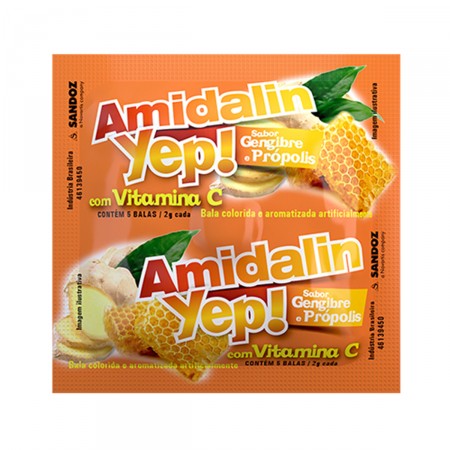 Amidalin
Yep!
Sabor
Gengibre
e Própolis
com Vitamina C
CONTÉM 5 BALAS / 2g cada
Bala colorida e aromatizada artificialmente
Indústria Brasileira
46139450
SANDOZ
a Novartis company
Imagem ilustrativa
Amidalin
Yep!
Sabor
Gengibre
e Própolis
com Vitamina C
CONTÉM 5 BALAS / 2g cada
Bala colorida e aromatizada artificialmente
Imagem ilustrativa
Indústria Brasileira
46139450
SANDOZ
a Novartis company